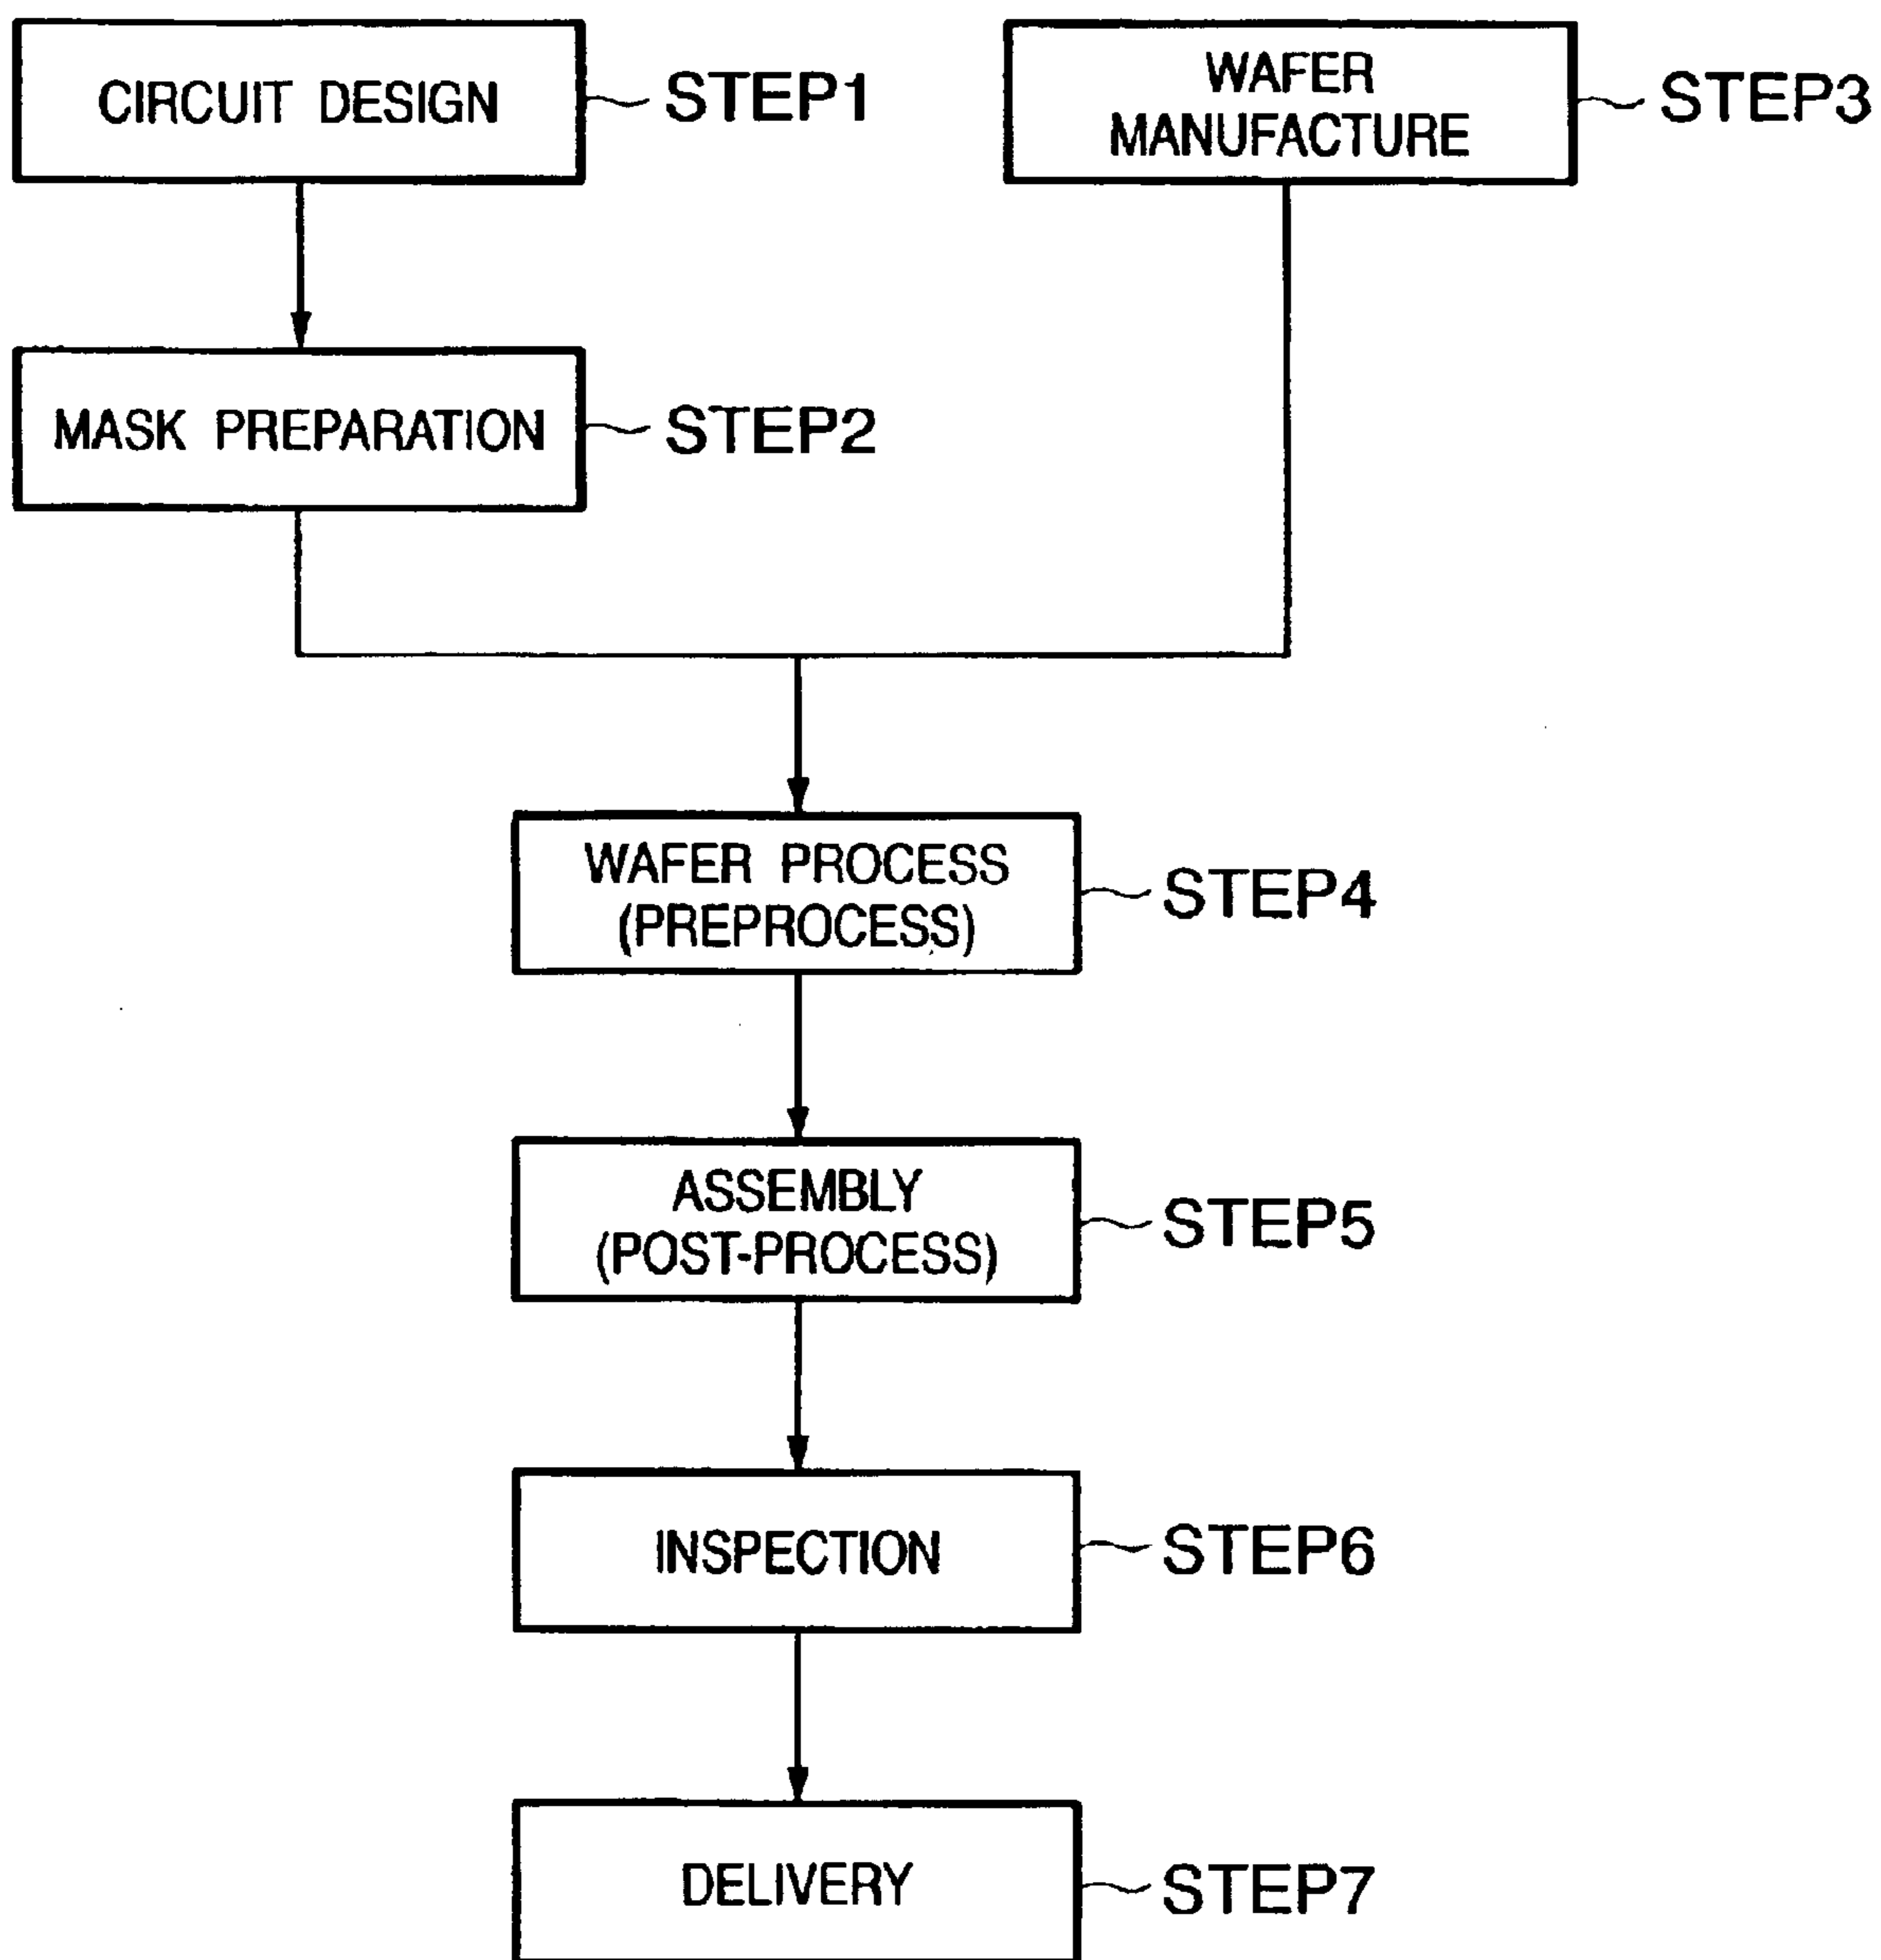 CIRCUIT DESIGN
STEP1
WAFER
MANUFACTURE
STEP3
MASK PREPARATION
STEP2
WAFER PROCESS
(PREPROCESS)
STEP4
ASSEMBLY
(POST-PROCESS)
STEP5
INSPECTION
STEP6
DELIVERY
STEP7